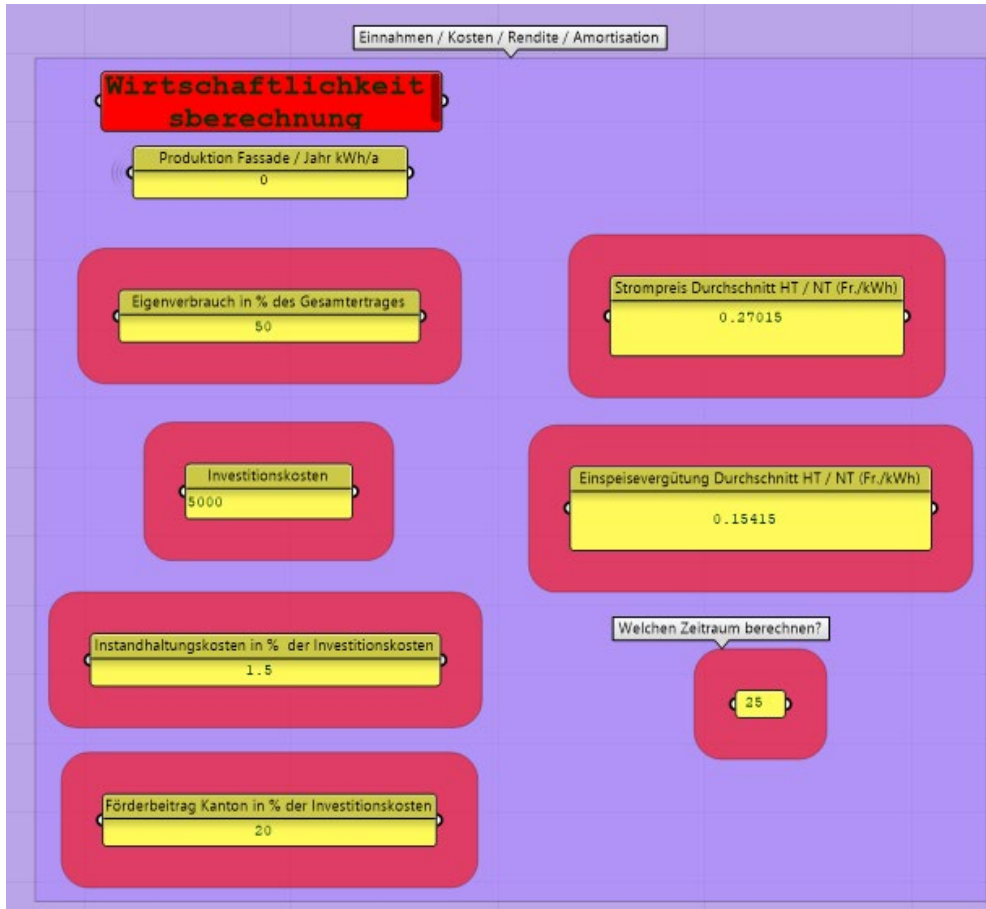 Einnahmen / Kosten / Rendite / Amortisation
Wirtschaftlichkeit
sberechnung
Produktion Fassade / Jahr kWh/a
0
Eigenverbrauch in % des Gesamtertrages
50
Strompreis Durchschnitt HT / NT (Fr./kWh)
0.27015
Investitionskosten
5000
Einspeisevergütung Durchschnitt HT / NT (Fr./kWh)
0.15415
Instandhaltungskosten in %  der Investitionskosten
1.5
Welchen Zeitraum berechnen?
25
Förderbeitrag Kanton in % der Investitionskosten
20